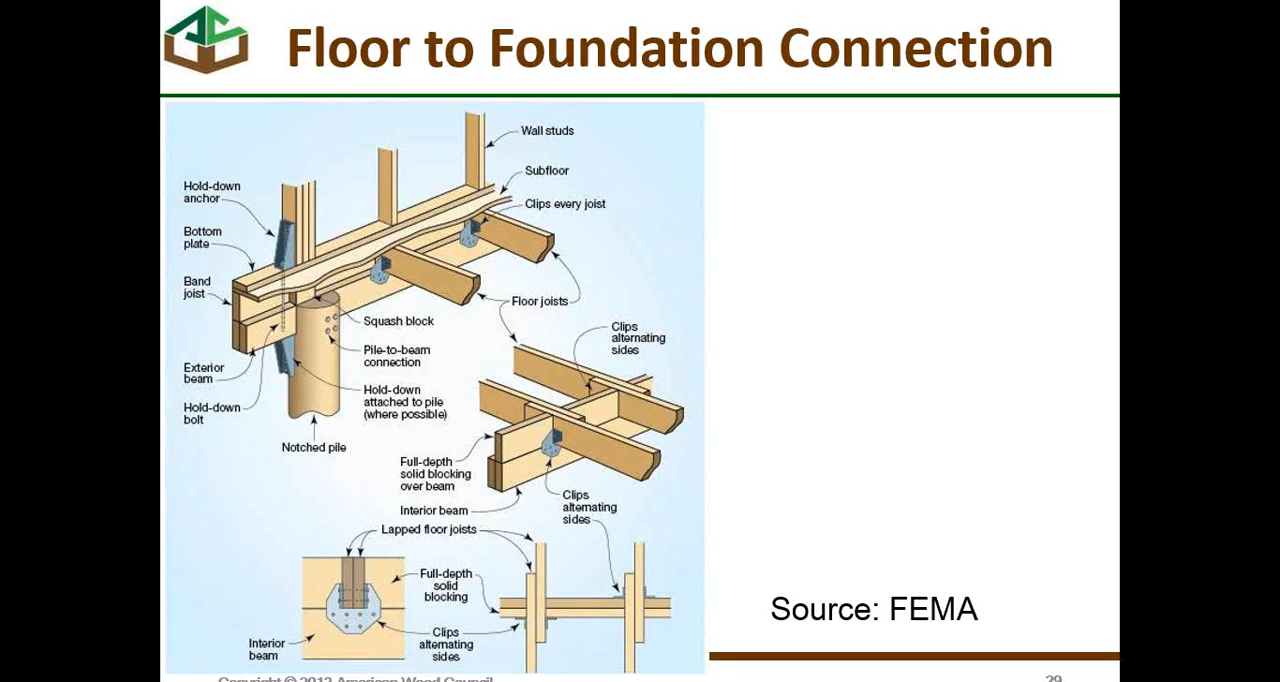 Floor to Foundation Connection
Wall studs
Subfloor
Clips every joist
Hold-down
anchor
Bottom
plate
Band
joist
Floor joists
Squash block
Pile-to-beam
connection
Exterior
beam
Hold-down
attached to pile
(where possible)
Hold-down
bolt
Notched pile
Clips
alternating
sides
Full-depth
solid blocking
over beam
Interior beam
Clips
alternating
sides
Lapped floor joists
Full-depth
solid
blocking
Interior
beam
Clips
alternating
sides
Source: FEMA
Copyright © 2013 American Wood Council
29